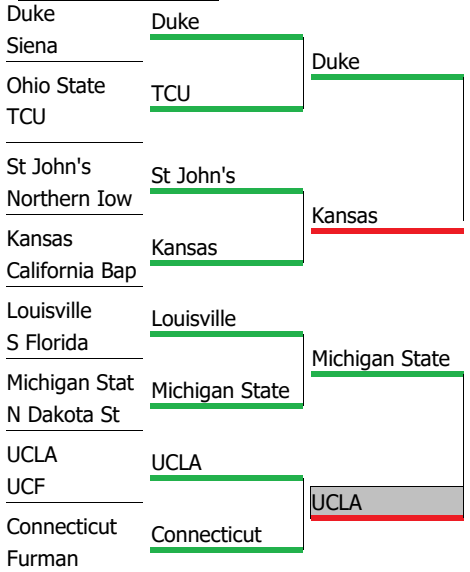 Duke
Siena
Ohio State
TCU
St John's
Northern Iow
Kansas
California Bap
Louisville
S Florida
Michigan Stat
N Dakota St
UCLA
UCF
Connecticut
Furman
Duke
TCU
St John's
Kansas
Louisville
Michigan State
UCLA
Connecticut
Duke
Kansas
Michigan State
UCLA